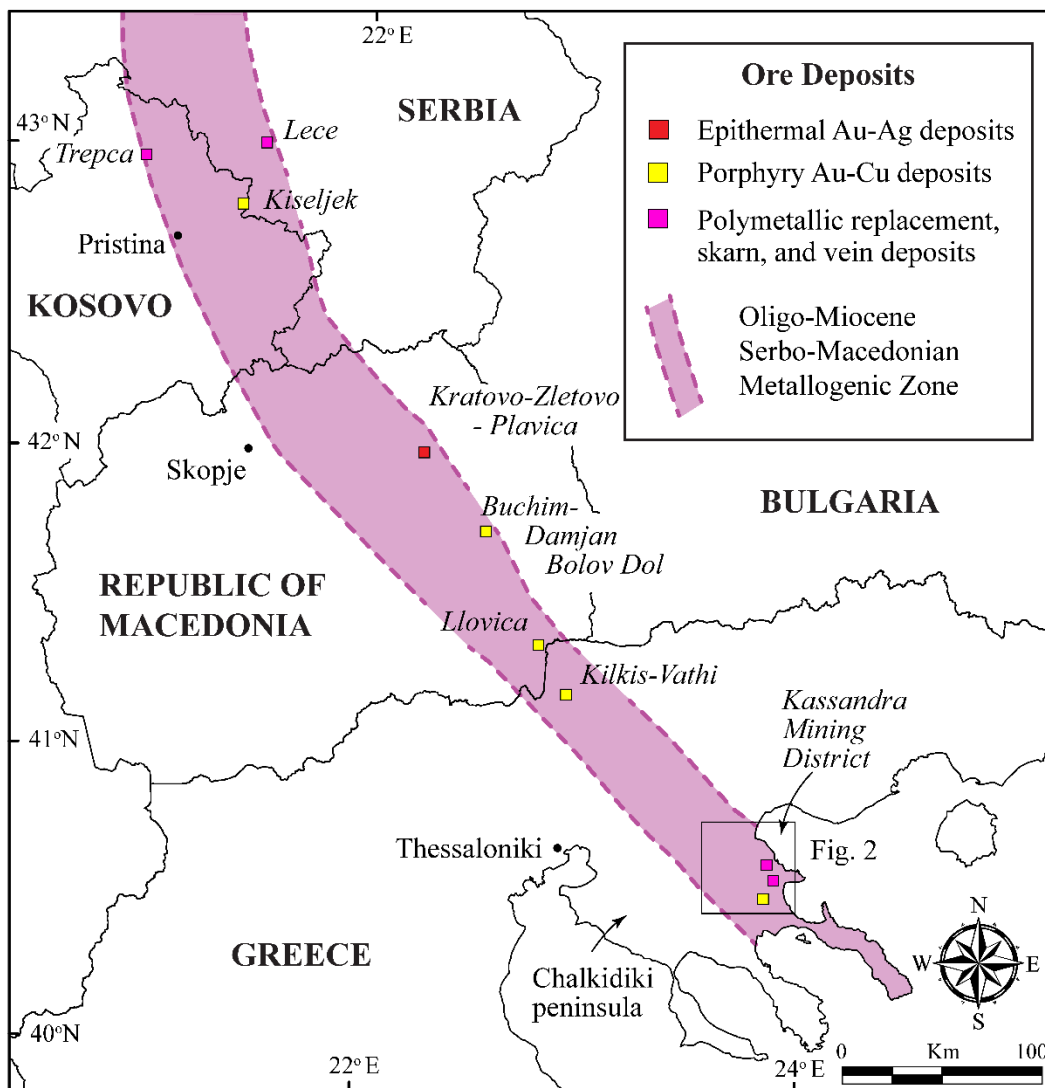 22° E
SERBIA
43° N
Lece
Trepca
Kiseljek
Pristina
KOSOVO
Ore Deposits
Epithermal Au-Ag deposits
Porphyry Au-Cu deposits
Polymetallic replacement,
skarn, and vein deposits
Oligo-Miocene
Serbo-Macedonian
Metallogenic Zone
Kratovo-Zletovo
- Plavica
42° N
Skopje
BULGARIA
Buchim-
Damjan
Bolov Dol
REPUBLIC OF
MACEDONIA
Llovica
Kilkis-Vathi
Kassandra
Mining
District
41°N
Thessaloniki
Fig. 2
GREECE
Chalkidiki
peninsula
N
W
E
S
40°N
22° E
24° E
0
Km
100